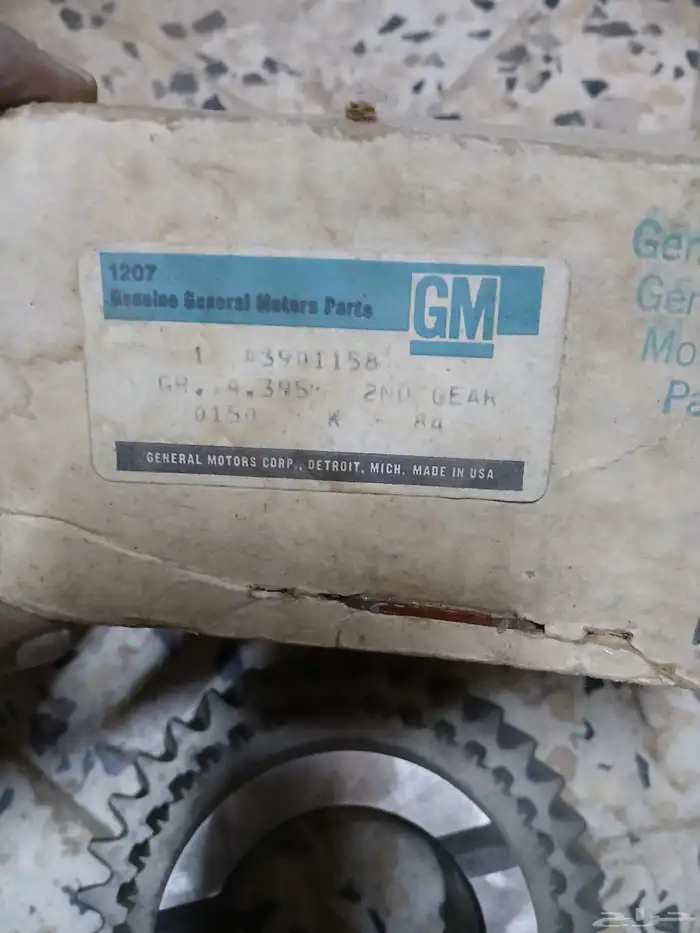 1207
Genuine General Motors Parts
GM
1 #3901158
GR. 4.395 2ND GEAR
0150 K 84
GENERAL MOTORS CORP., DETROIT, MICH. MADE IN USA
Gen
Gen
Mo
Pa
حراج